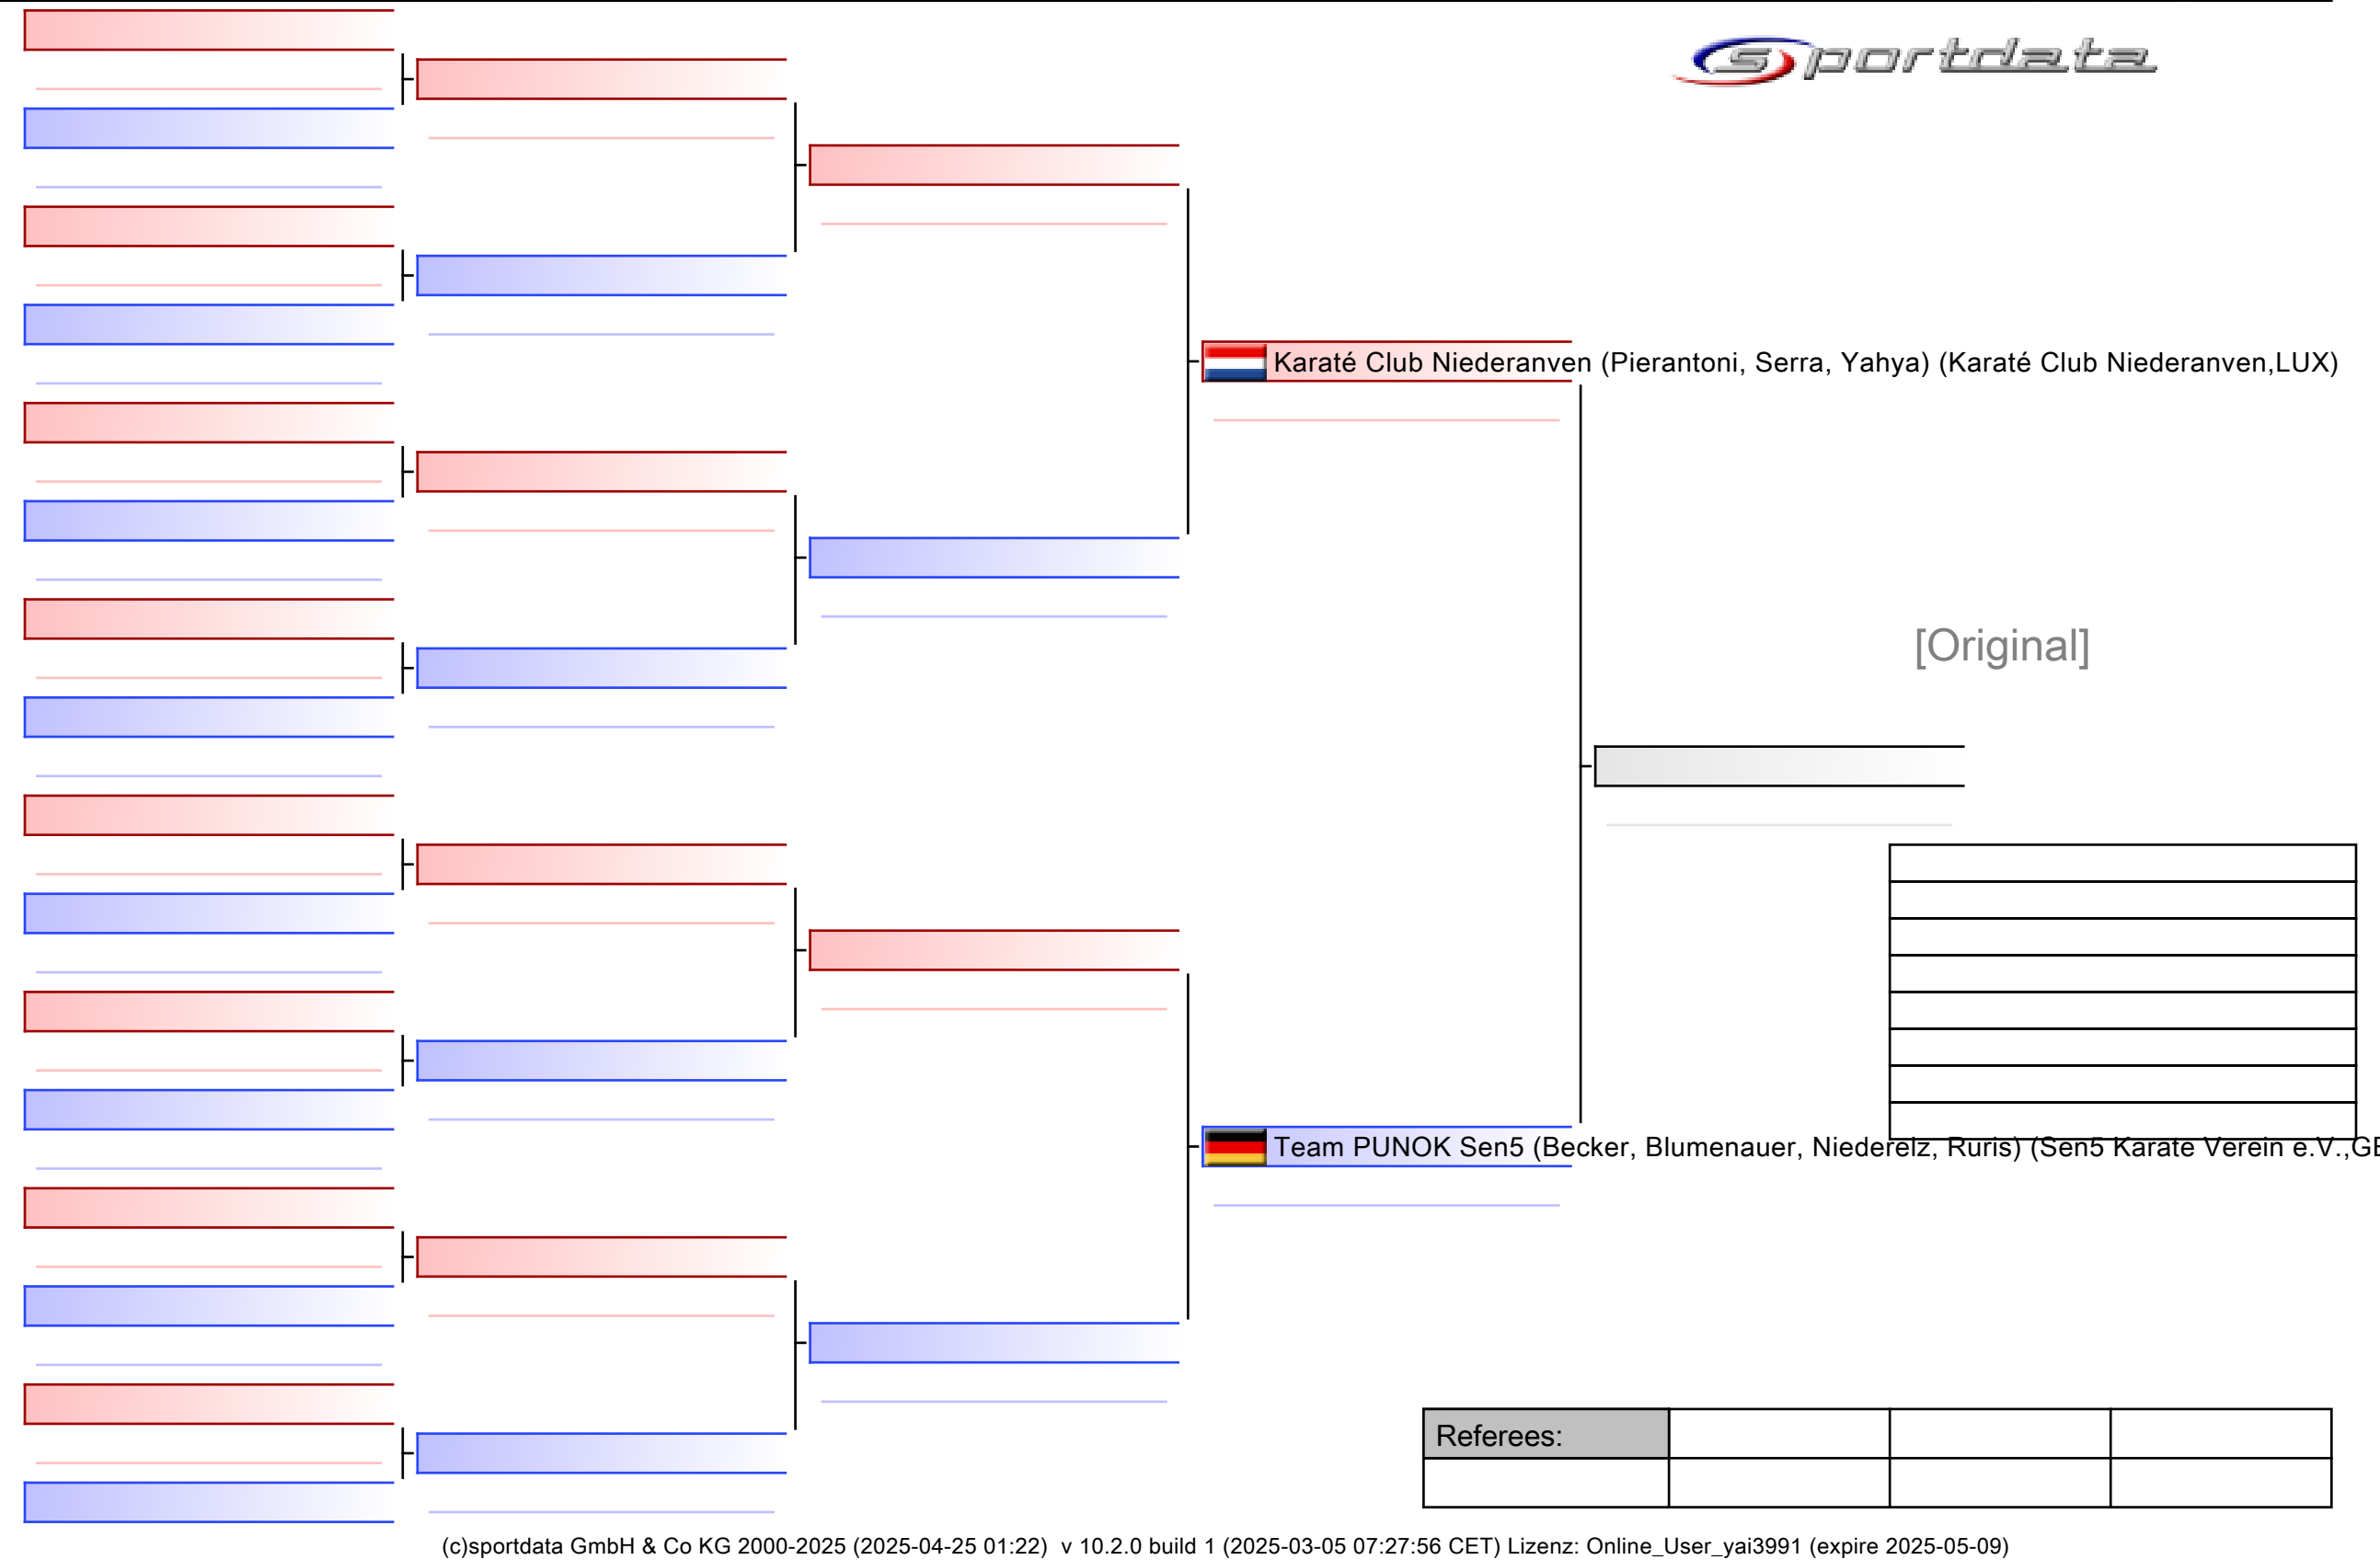 sportdata
Karaté Club Niederanven (Pierantoni, Serra, Yahya) (Karaté Club Niederanven,LUX)
[Original]
Team PUNOK Sen5 (Becker, Blumenauer, Niederelz, Ruris) (Sen5 Karate Verein e.V.,GE
Referees:
(c)sportdata GmbH & Co KG 2000-2025 (2025-04-25 01:22) v 10.2.0 build 1 (2025-03-05 07:27:56 CET) Lizenz: Online_User_yai3991 (expire 2025-05-09)